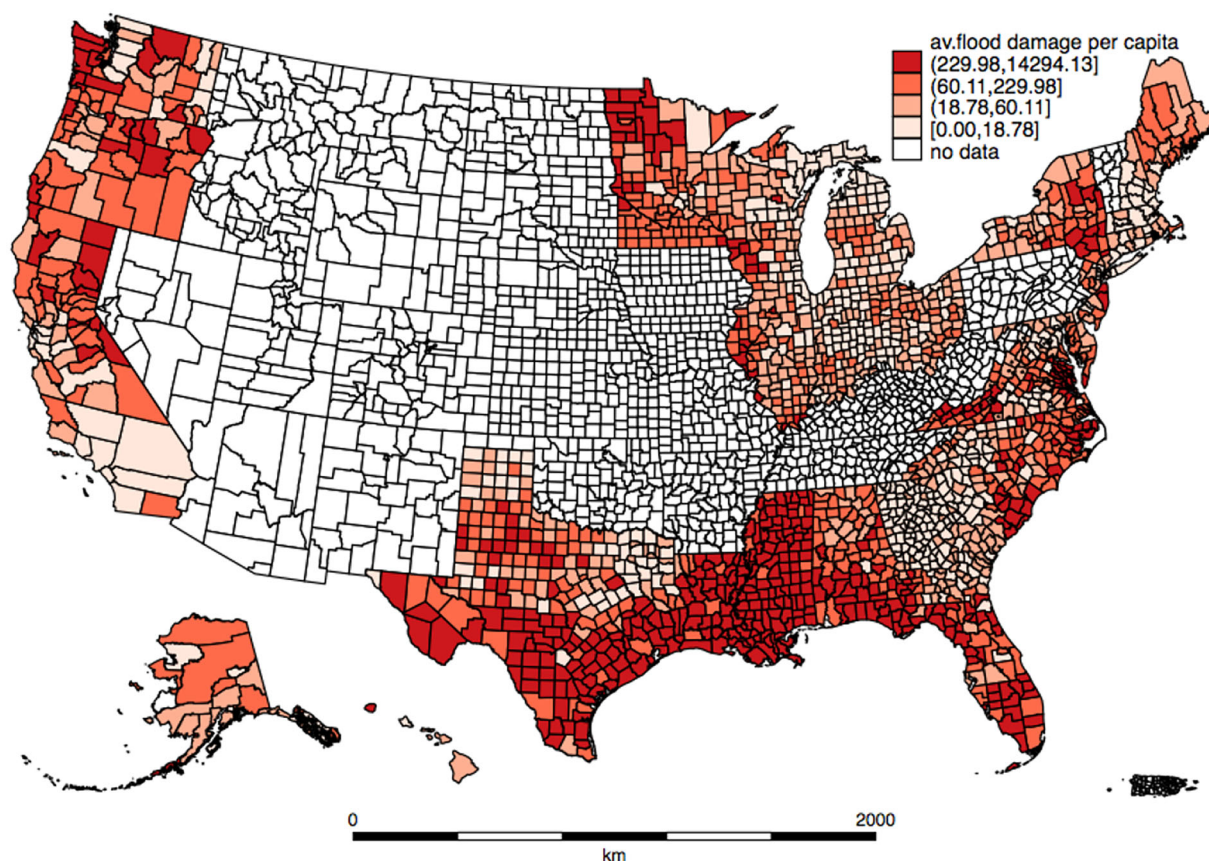 av.flood damage per capita
(229.98,14294.13]
(60.11,229.98]
(18.78,60.11]
[0.00,18.78]
no data
0 2000
km